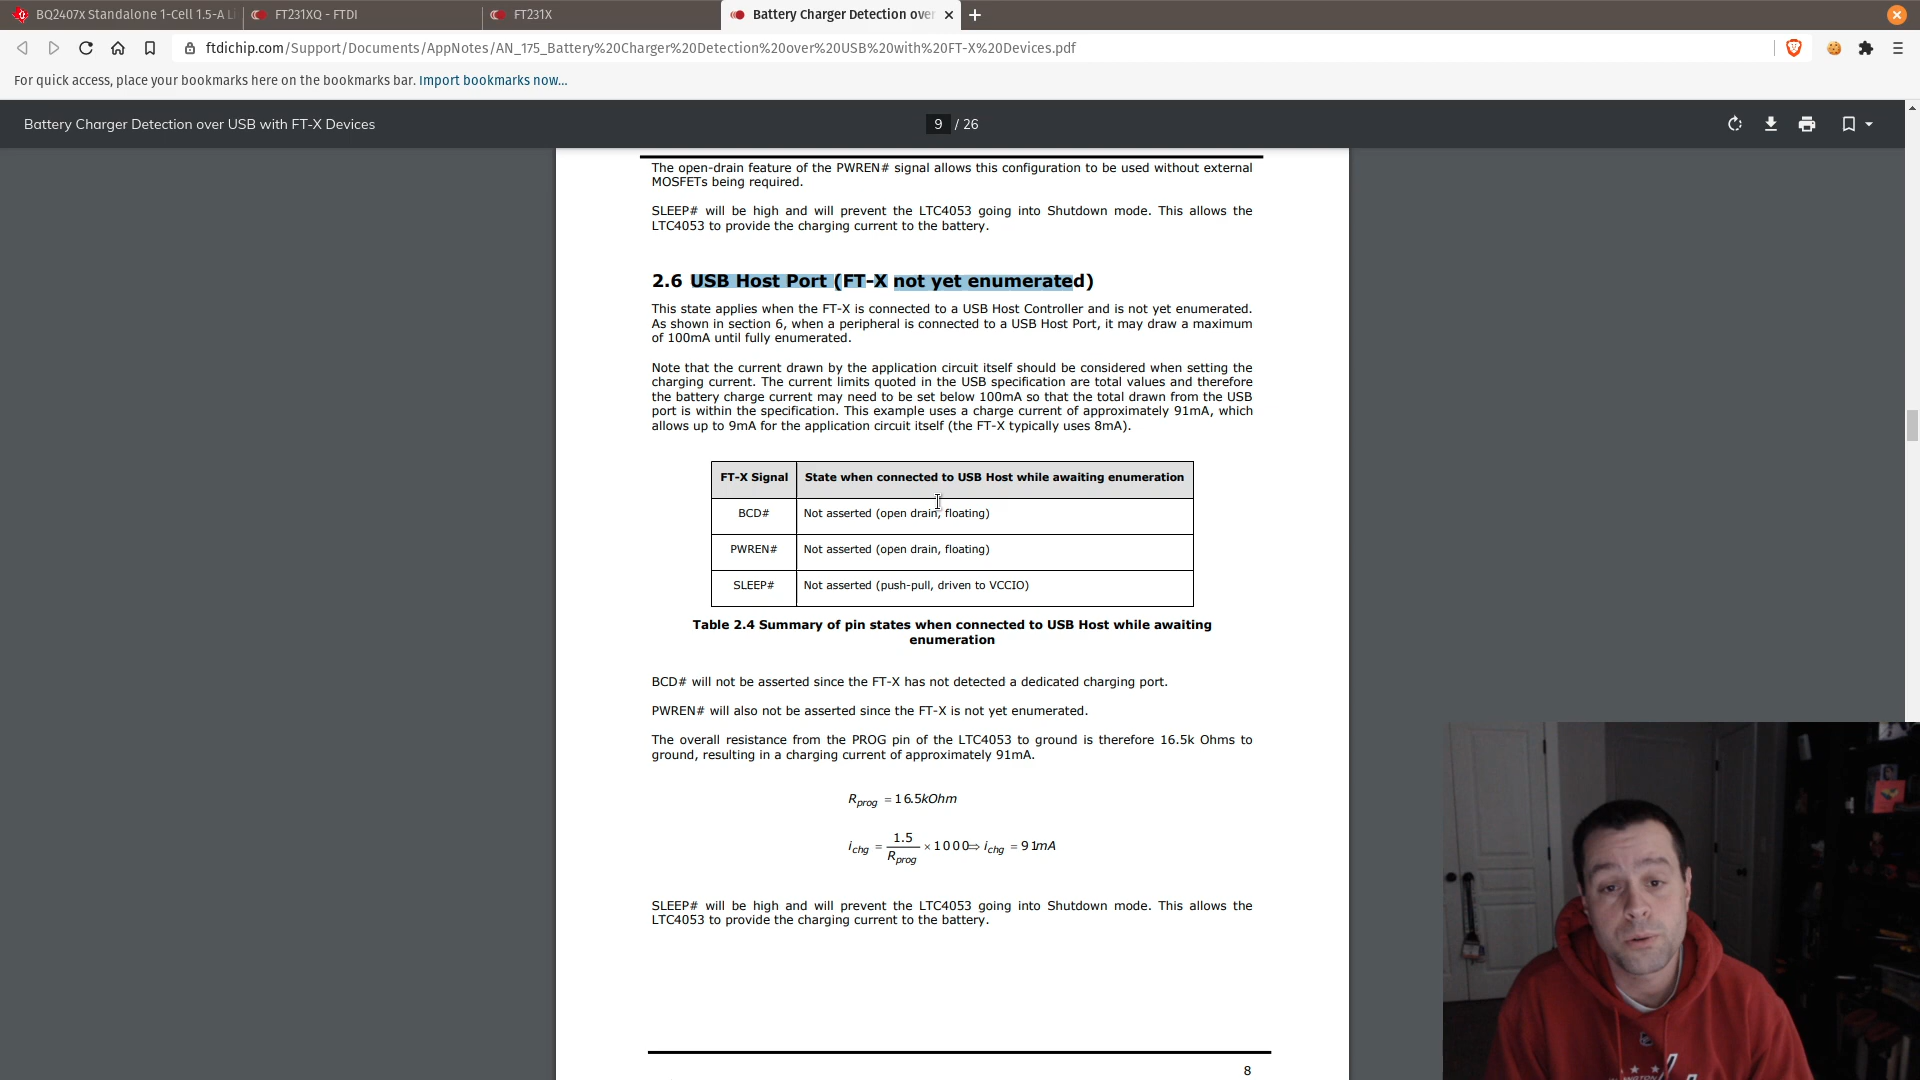 BQ2407x Standalone 1-Cell 1.5-A L
FT231XQ - FTDI
FT231X
Battery Charger Detection ove
ftdichip.com/Support/Documents/AppNotes/AN_175_Battery%20Charger%20Detection%20over%20USB%20with%20FT-X%20Devices.pdf
For quick access, place your bookmarks here on the bookmarks bar. Import bookmarks now...
Battery Charger Detection over USB with FT-X Devices
9 / 26
The open-drain feature of the PWREN# signal allows this configuration to be used without external
MOSFETs being required.
SLEEP# will be high and will prevent the LTC4053 going into Shutdown mode. This allows the
LTC4053 to provide the charging current to the battery.
2.6 USB Host Port (FT-X not yet enumerated)
This state applies when the FT-X is connected to a USB Host Controller and is not yet enumerated.
As shown in section 6, when a peripheral is connected to a USB Host Port, it may draw a maximum
of 100mA until fully enumerated.
Note that the current drawn by the application circuit itself should be considered when setting the
charging current. The current limits quoted in the USB specification are total values and therefore
the battery charge current may need to be set below 100mA so that the total drawn from the USB
port is within the specification. This example uses a charge current of approximately 91mA, which
allows up to 9mA for the application circuit itself (the FT-X typically uses 8mA).
FT-X Signal State when connected to USB Host while awaiting enumeration
BCD# Not asserted (open drain, floating)
PWREN# Not asserted (open drain, floating)
SLEEP# Not asserted (push-pull, driven to VCCIO)
Table 2.4 Summary of pin states when connected to USB Host while awaiting
enumeration
BCD# will not be asserted since the FT-X has not detected a dedicated charging port.
PWREN# will also not be asserted since the FT-X is not yet enumerated.
The overall resistance from the PROG pin of the LTC4053 to ground is therefore 16.5k Ohms to
ground, resulting in a charging current of approximately 91mA.
Rprog = 16.5kOhm
ichg = 1.5 / Rprog × 1000 ⇒ ichg = 91mA
SLEEP# will be high and will prevent the LTC4053 going into Shutdown mode. This allows the
LTC4053 to provide the charging current to the battery.
8